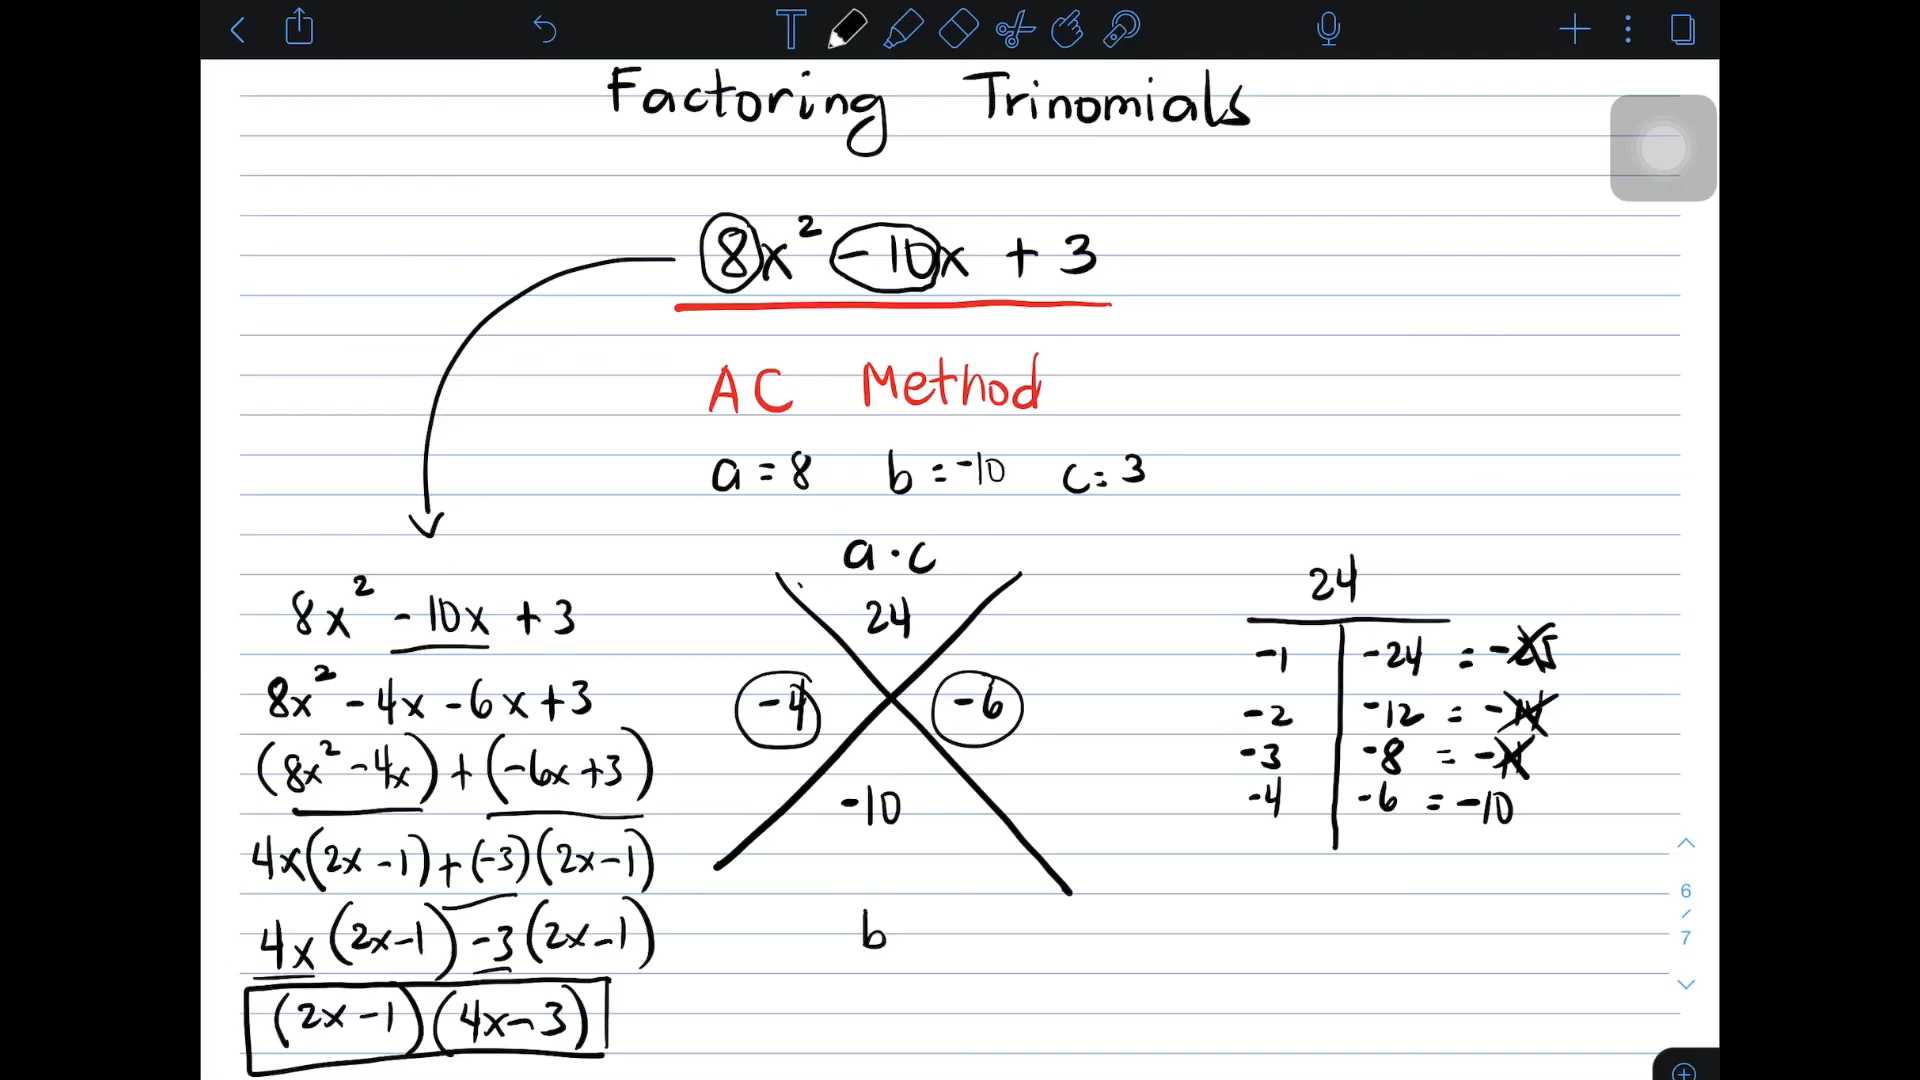 Factoring Trinomials
8x² -10x + 3
AC Method
a = 8 b = -10 c = 3
a · c
24
-4 -6
-10
b
8x² - 10x + 3
8x² - 4x - 6x + 3
(8x² - 4x) + (-6x + 3)
4x(2x - 1) + (-3)(2x - 1)
4x(2x - 1) - 3(2x - 1)
(2x - 1)(4x - 3)
24
-1 -24 = -25
-2 -12 = -14
-3 -8 = -11
-4 -6 = -10
6
/
7